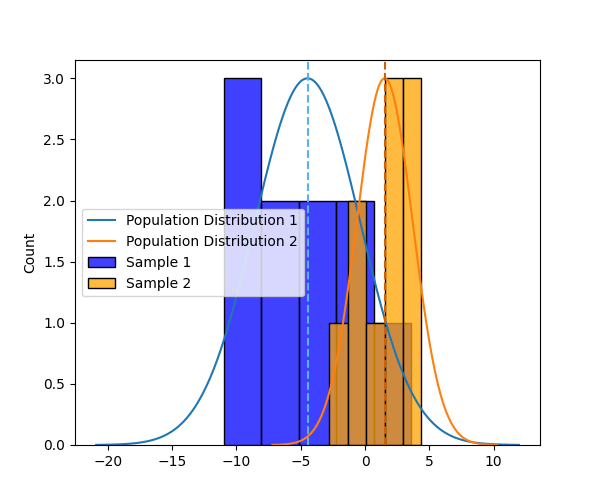 3.0
2.5
2.0
1.5
1.0
0.5
0.0
Count
Population Distribution 1
Population Distribution 2
Sample 1
Sample 2
−20 −15 −10 −5 0 5 10